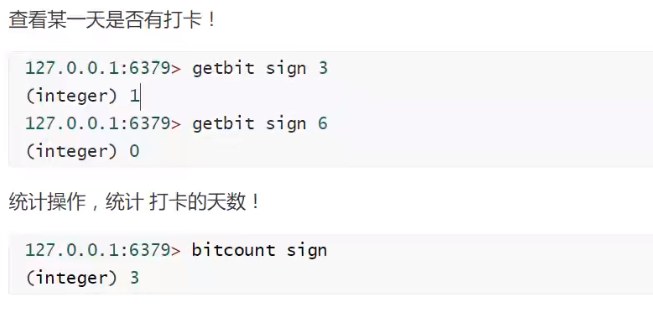 查看某一天是否有打卡！
127.0.0.1:6379> getbit sign 3
(integer) 1
127.0.0.1:6379> getbit sign 6
(integer) 0
统计操作，统计 打卡的天数！
127.0.0.1:6379> bitcount sign
(integer) 3